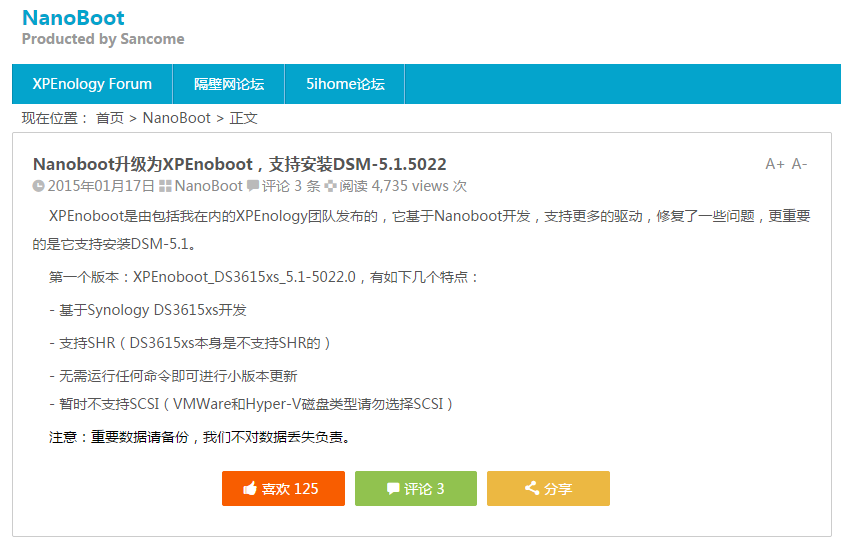 NanoBoot
Producted by Sancome
XPEnology Forum 隔壁网论坛 5ihome论坛
现在位置： 首页 > NanoBoot > 正文
Nanoboot升级为XPEnoboot，支持安装DSM-5.1.5022 A+ A-
2015年01月17日 NanoBoot 评论 3 条 阅读 4,735 views 次
XPEnoboot是由包括我在内的XPEnology团队发布的，它基于Nanoboot开发，支持更多的驱动，修复了一些问题，更重要
的是它支持安装DSM-5.1。
第一个版本：XPEnoboot_DS3615xs_5.1-5022.0，有如下几个特点：
- 基于Synology DS3615xs开发
- 支持SHR（DS3615xs本身是不支持SHR的）
- 无需运行任何命令即可进行小版本更新
- 暂时不支持SCSI（VMWare和Hyper-V磁盘类型请勿选择SCSI）
注意：重要数据请备份，我们不对数据丢失负责。
喜欢 125 评论 3 分享